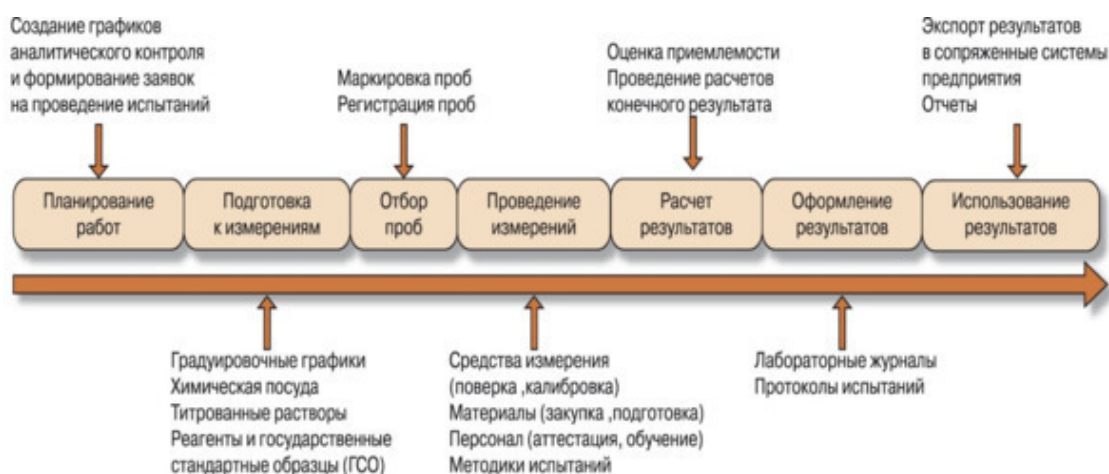 Создание графиков
аналитического контроля
и формирование заявок
на проведение испытаний
Маркировка проб
Регистрация проб
Оценка приемлемости
Проведение расчетов
конечного результата
Экспорт результатов
в сопряженные системы
предприятия
Отчеты
Планирование
работ
Подготовка
к измерениям
Отбор
проб
Проведение
измерений
Расчет
результатов
Оформление
результатов
Использование
результатов
Градуировочные графики
Химическая посуда
Титрованные растворы
Реагенты и государственные
стандартные образцы (ГСО)
Средства измерения
(поверка ,калибровка)
Материалы (закупка ,подготовка)
Персонал (аттестация, обучение)
Методики испытаний
Лабораторные журналы
Протоколы испытаний